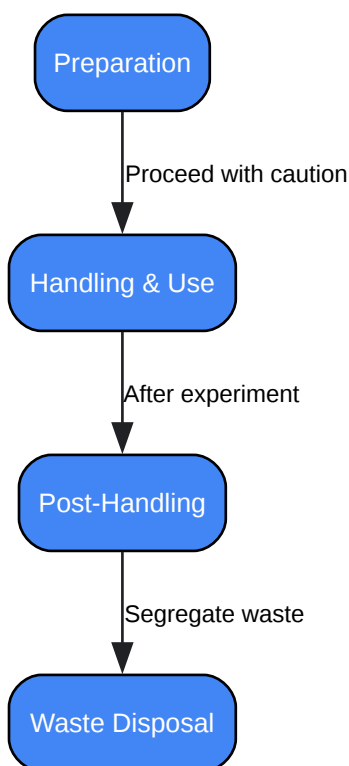 Preparation
Proceed with caution
Handling & Use
After experiment
Post-Handling
Segregate waste
Waste Disposal